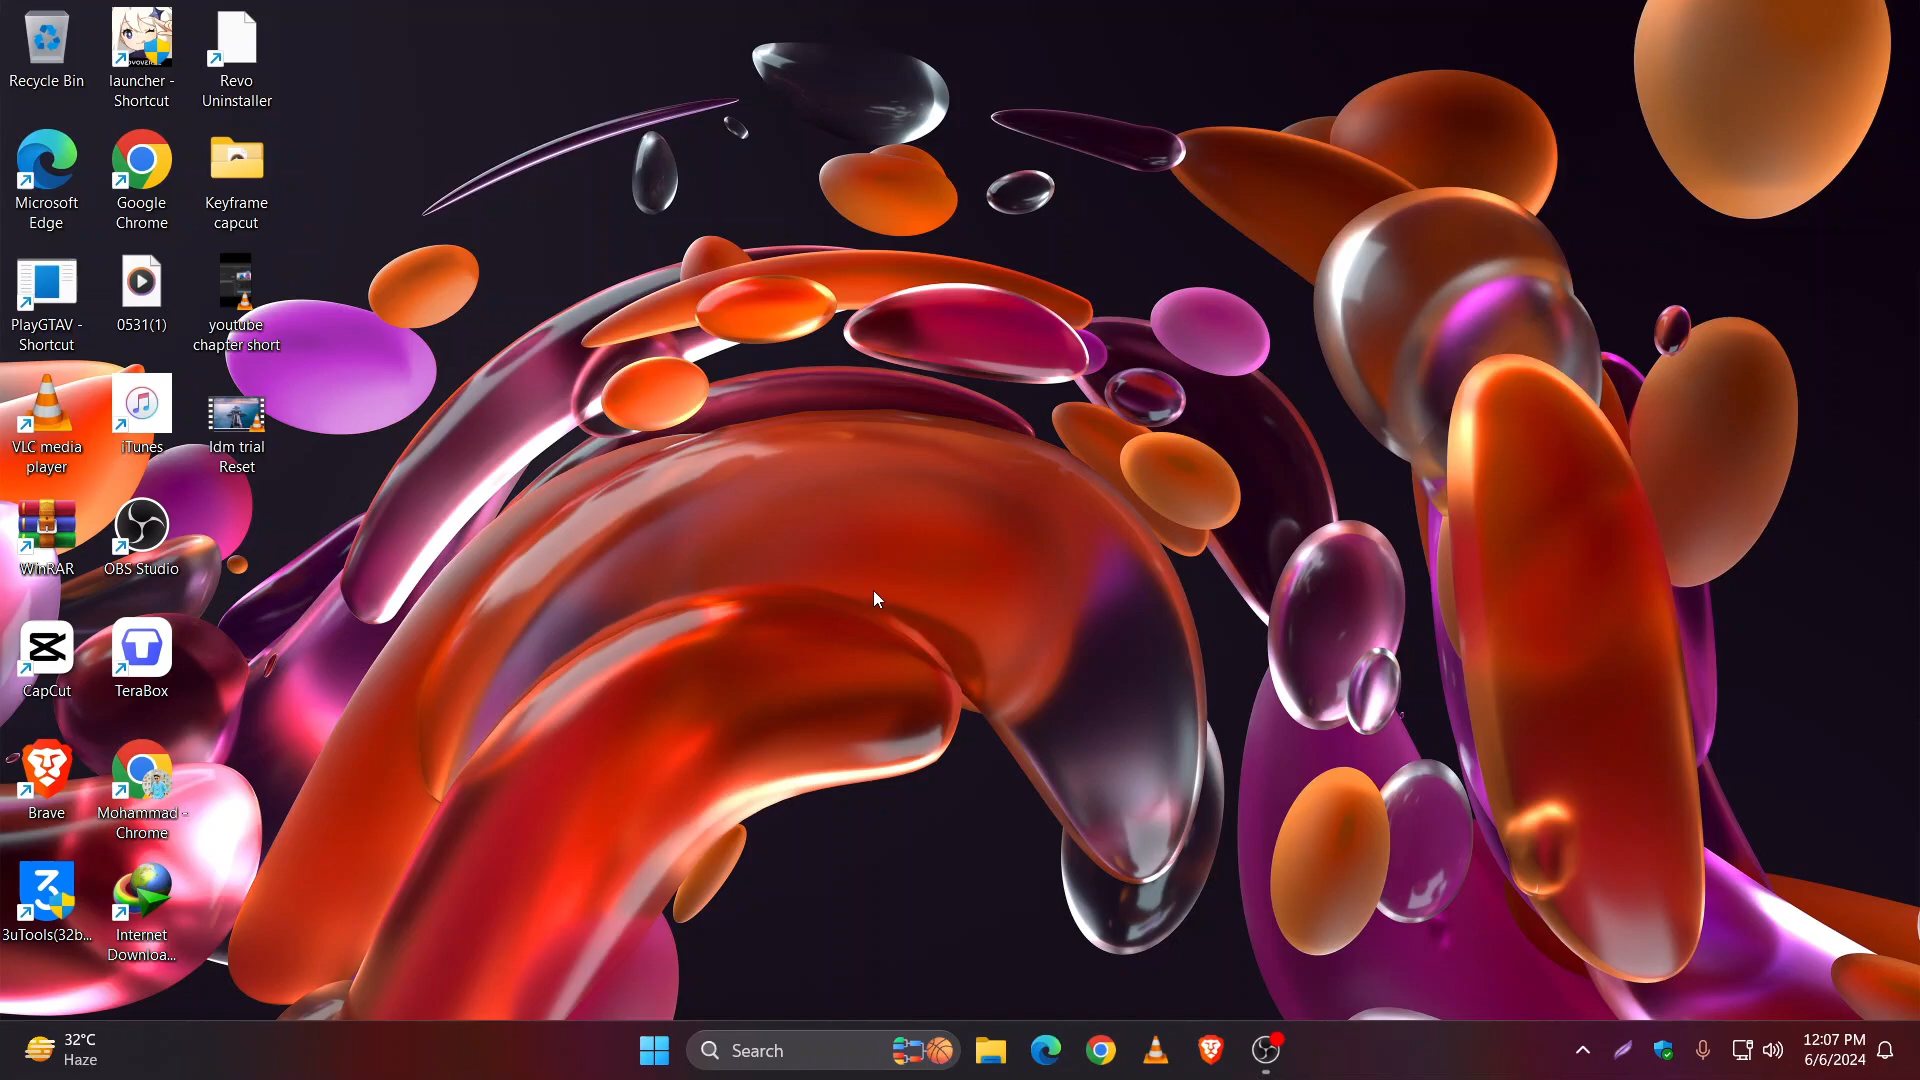 Recycle Bin
launcher -
Shortcut
Revo
Uninstaller
Microsoft
Edge
Google
Chrome
Keyframe
capcut
PlayGTAV -
Shortcut
0531(1)
youtube
chapter short
VLC media
player
iTunes
Idm trial
Reset
WinRAR
OBS Studio
CapCut
TeraBox
Brave
Mohammad -
Chrome
3uTools(32b...
Internet
Downloa...
32°C
Haze
Search
12:07 PM
6/6/2024